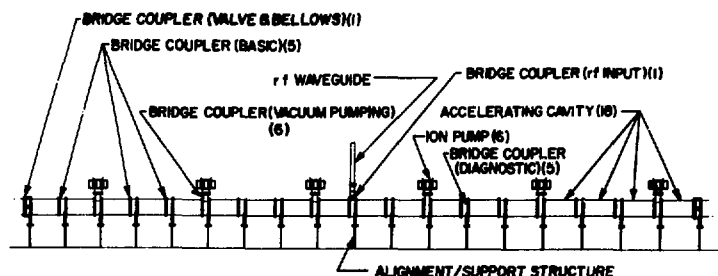 BRIDGE COUPLER (VALVE & BELLOWS)(1)
BRIDGE COUPLER (BASIC)(5)
rf WAVEGUIDE
BRIDGE COUPLER (rf INPUT)(1)
BRIDGE COUPLER (VACUUM PUMPING)
(6)
ACCELERATING CAVITY (18)
ION PUMP (6)
BRIDGE COUPLER
(DIAGNOSTIC)(5)
ALIGNMENT/SUPPORT STRUCTURE